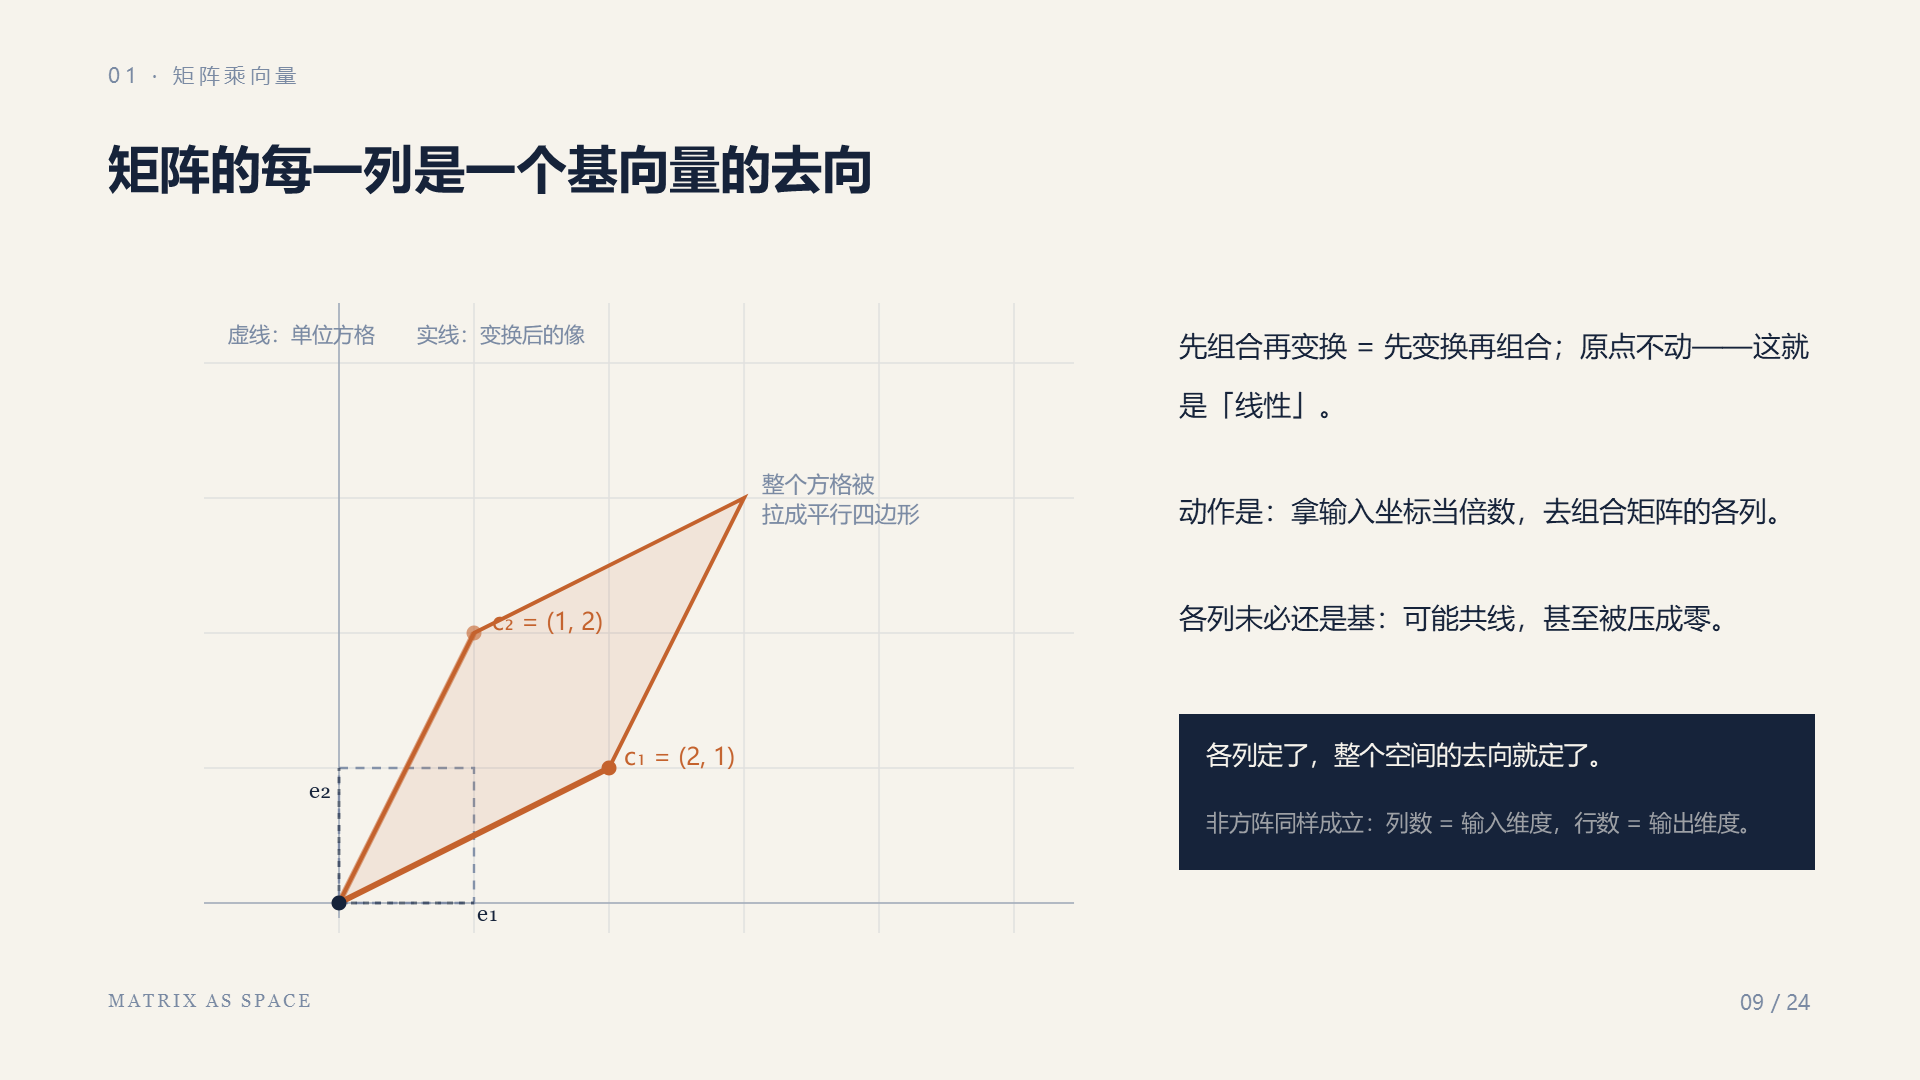 01 · 矩阵乘向量
矩阵的每一列是一个基向量的去向
虚线：单位方格 实线：变换后的像
整个方格被
拉成平行四边形
c₂ = (1, 2)
c₁ = (2, 1)
e2
e1
先组合再变换 = 先变换再组合；原点不动——这就
是「线性」。
动作是：拿输入坐标当倍数，去组合矩阵的各列。
各列未必还是基：可能共线，甚至被压成零。
各列定了，整个空间的去向就定了。
非方阵同样成立：列数 = 输入维度，行数 = 输出维度。
MATRIX AS SPACE
09 / 24